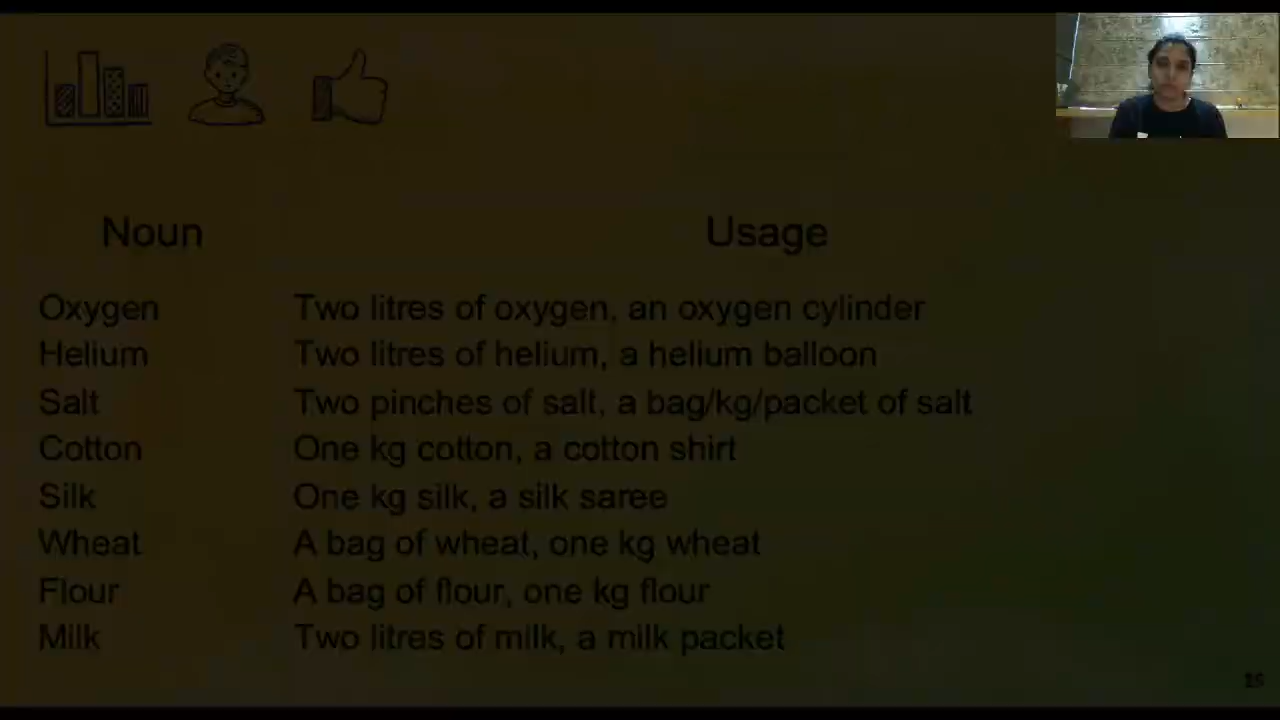 Noun Usage
Oxygen Two litres of oxygen, an oxygen cylinder
Helium Two litres of helium, a helium balloon
Salt Two pinches of salt, a bag/kg/packet of salt
Cotton One kg cotton, a cotton shirt
Silk One kg silk, a silk saree
Wheat A bag of wheat, one kg wheat
Flour A bag of flour, one kg flour
Milk Two litres of milk, a milk packet